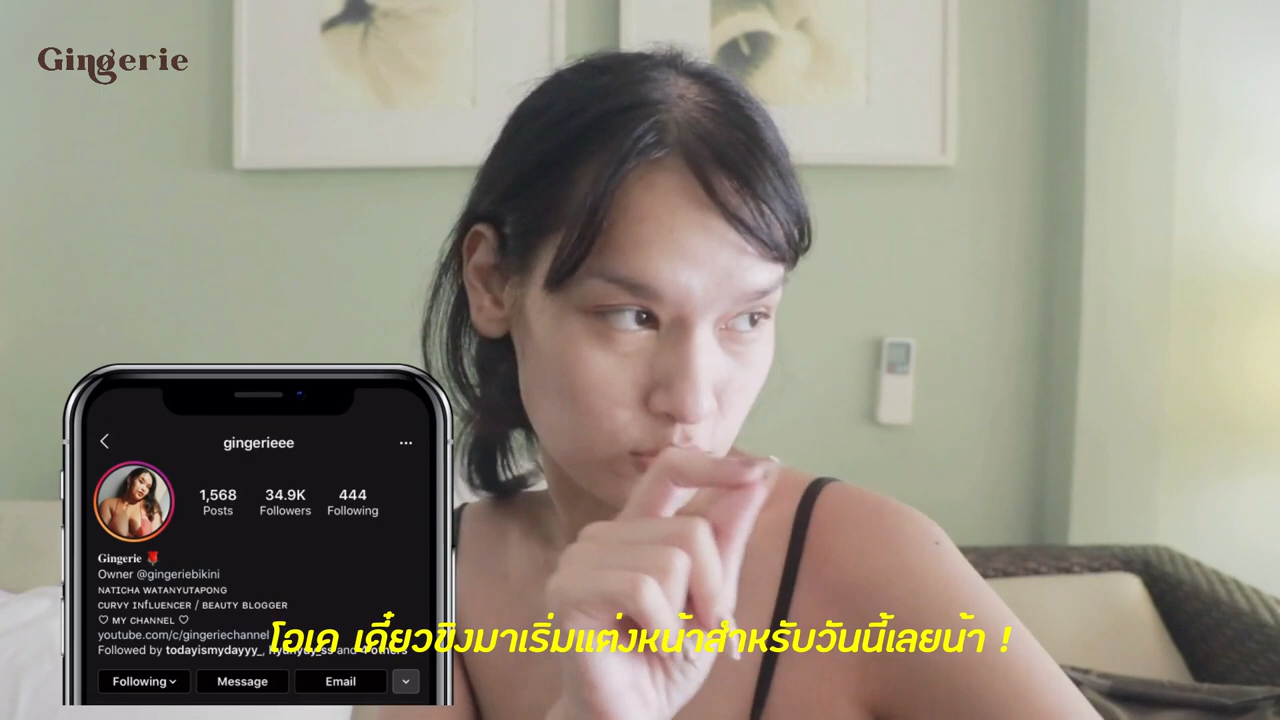 Gingerie
gingerieee
1,568 34.9K 444
Posts Followers Following
Gingerie 🌹
Owner @gingeriebikini
NATICHA WATANYUTAPONG
CURVY INFLUENCER / BEAUTY BLOGGER
♡ MY CHANNEL ♡
youtube.com/c/gingeriechannel
โอเค เดี๋ยวขิงมาเริ่มแต่งหน้าสำหรับวันนี้เลยน้า !
Followed by todayismydayyy_, and 4 others
Following Message Email